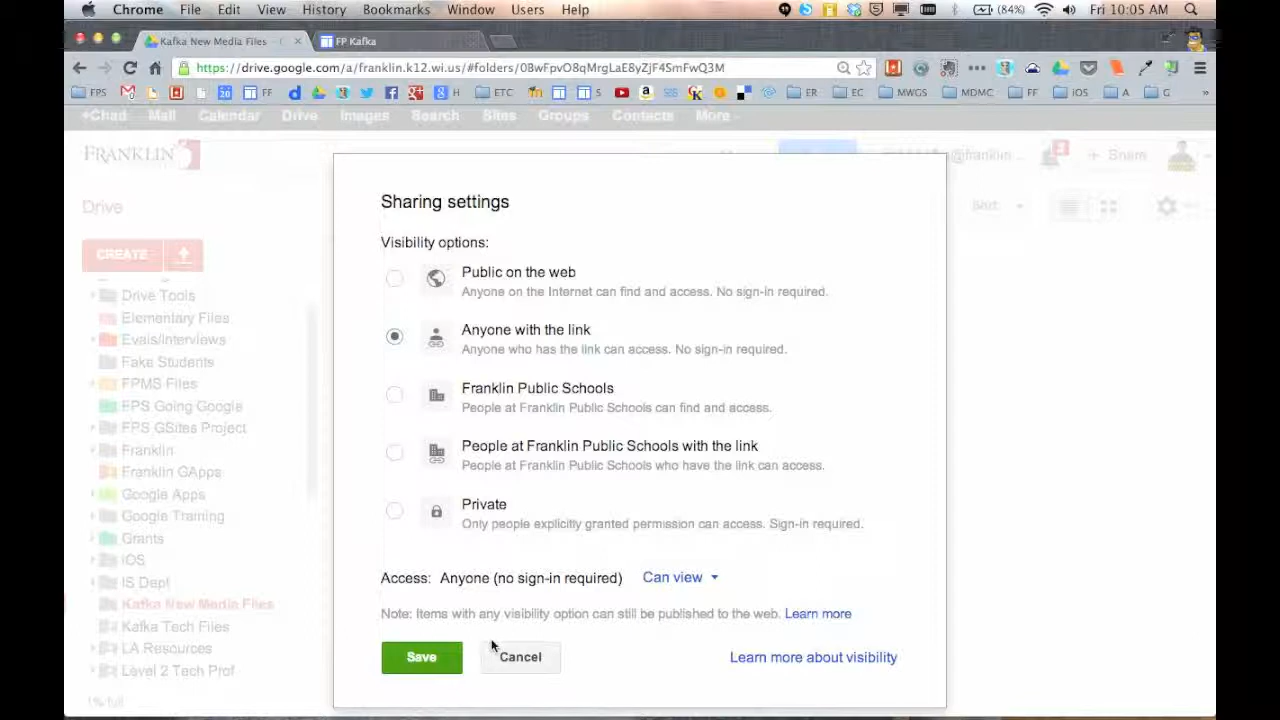 Chrome File Edit View History Bookmarks Window Users Help (84%) Fri 10:05 AM
Kafka New Media Files - FP Kafka
https://drive.google.com/a/franklin.k12.wi.us/#folders/0BwFpvO8qMrgLaE8yZjF4SmFwQ3M
FPS FF ETC H S ER EC MWGS MDMC FF iOS A G
+Chad Mail Calendar Drive Images Search Sites Groups Contacts More
FRANKLIN @franklin... + Share
Drive Sort
CREATE
Drive Tools
Elementary Files
Evals/Interviews
Fake Students
FPMS Files
FPS Going Google
FPS GSites Project
Franklin
Franklin GApps
Google Apps
Google Training
Grants
iOS
IS Dept
Kafka New Media Files
Kafka Tech Files
LA Resources
Level 2 Tech Prof
1% full
Sharing settings
Visibility options:
Public on the web
Anyone on the Internet can find and access. No sign-in required.
Anyone with the link
Anyone who has the link can access. No sign-in required.
Franklin Public Schools
People at Franklin Public Schools can find and access.
People at Franklin Public Schools with the link
People at Franklin Public Schools who have the link can access.
Private
Only people explicitly granted permission can access. Sign-in required.
Access: Anyone (no sign-in required) Can view
Note: Items with any visibility option can still be published to the web. Learn more
Save Cancel Learn more about visibility